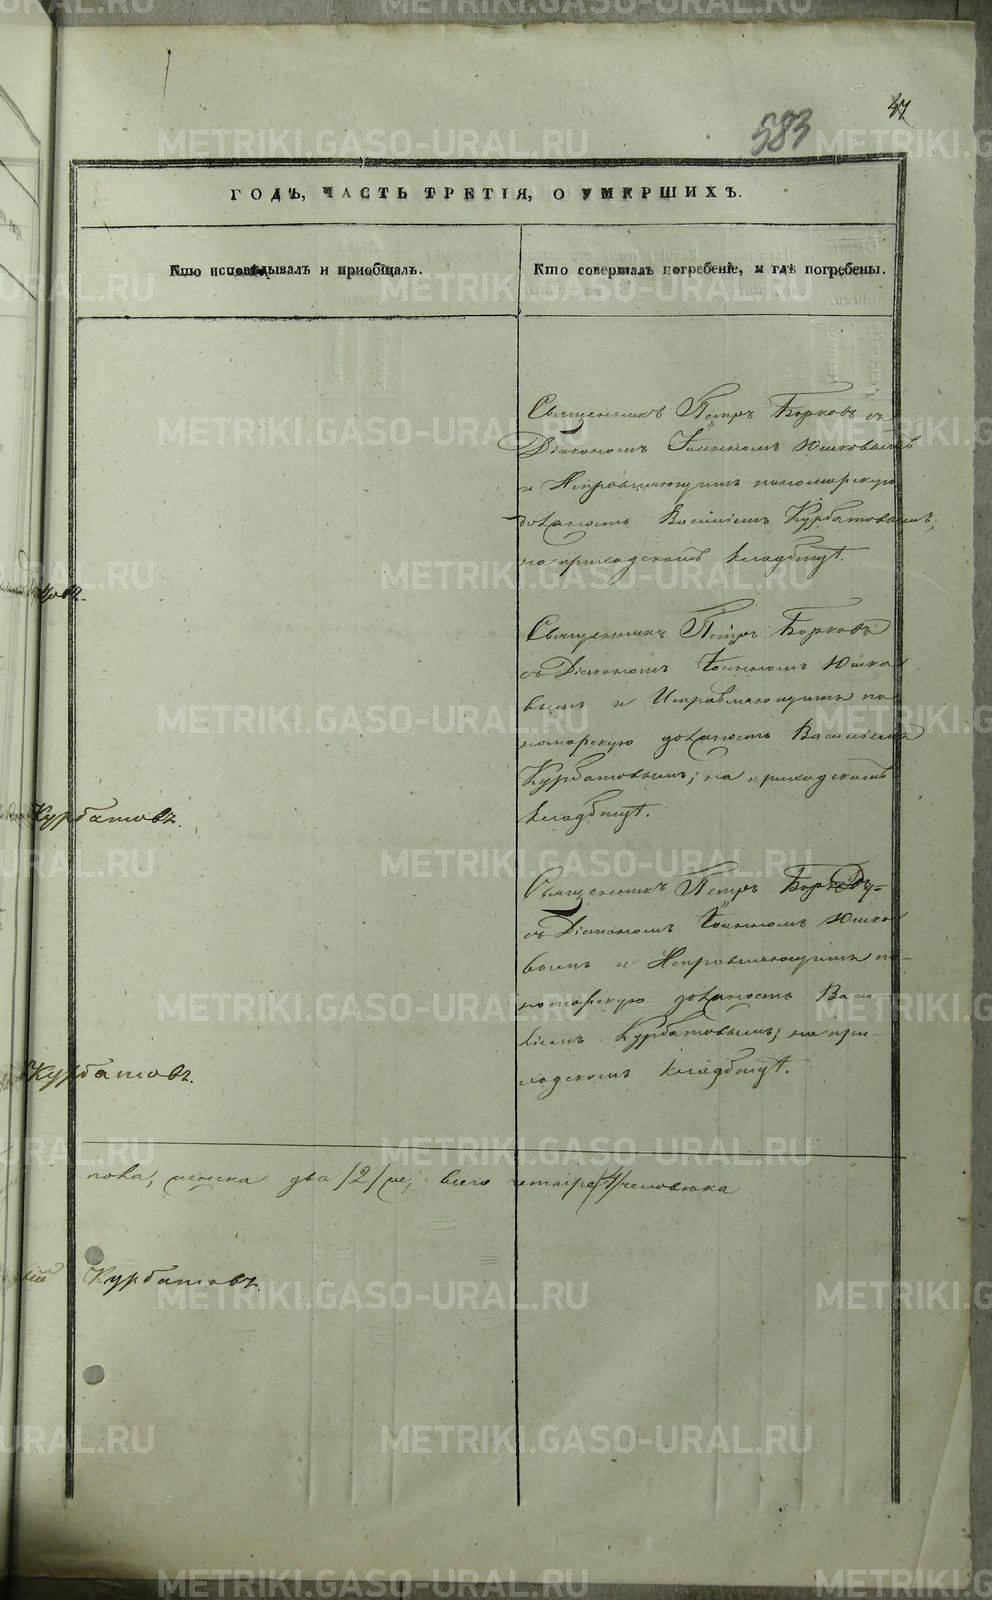 47
583
ГОДЪ, ЧАСТЬ ТРЕТІЯ, О УМЕРШИХЪ.
Кто исповѣдывалъ и пріобщалъ.
Кто совершалъ погребеніе, и гдѣ погребены.
Священникъ Петръ Борковъ съ
Діакономъ Іоанномъ Юшковымъ
и Исправляющимъ пономарскую
должность Василіемъ Курбатовымъ;
на приходскомъ кладбищѣ.
Священникъ Петръ Борковъ
съ Діакономъ Іоанномъ Юшко
вымъ и Исправляющимъ по
номарскую должность Василіемъ
Курбатовымъ; на приходскомъ
кладбищѣ.
Курбатовъ.
Священникъ Петръ Борковъ
съ Діакономъ Іоанномъ Юшко
вымъ и Исправляющимъ по-
номарскую должность Васи
ліемъ Курбатовымъ; на при
ходскомъ кладбищѣ.
Курбатовъ.
пола, женска два /2/ же, всего четыре /4/ человѣка
Курбатовъ.
METRIKI.GASO-URAL.RU